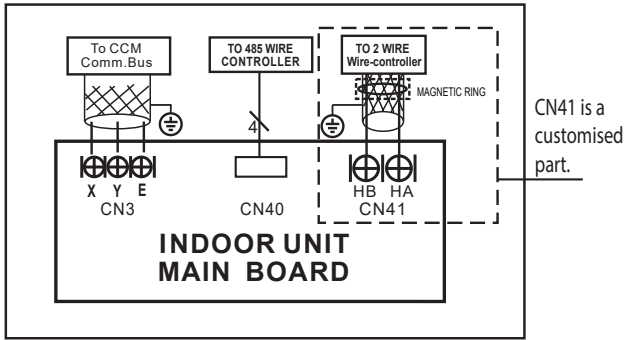 To CCM
Comm.Bus
TO 485 WIRE
CONTROLLER
TO 2 WIRE
Wire-controller
MAGNETIC RING
4
X Y E
CN3
CN40
HB HA
CN41
INDOOR UNIT
MAIN BOARD
CN41 is a
customised
part.